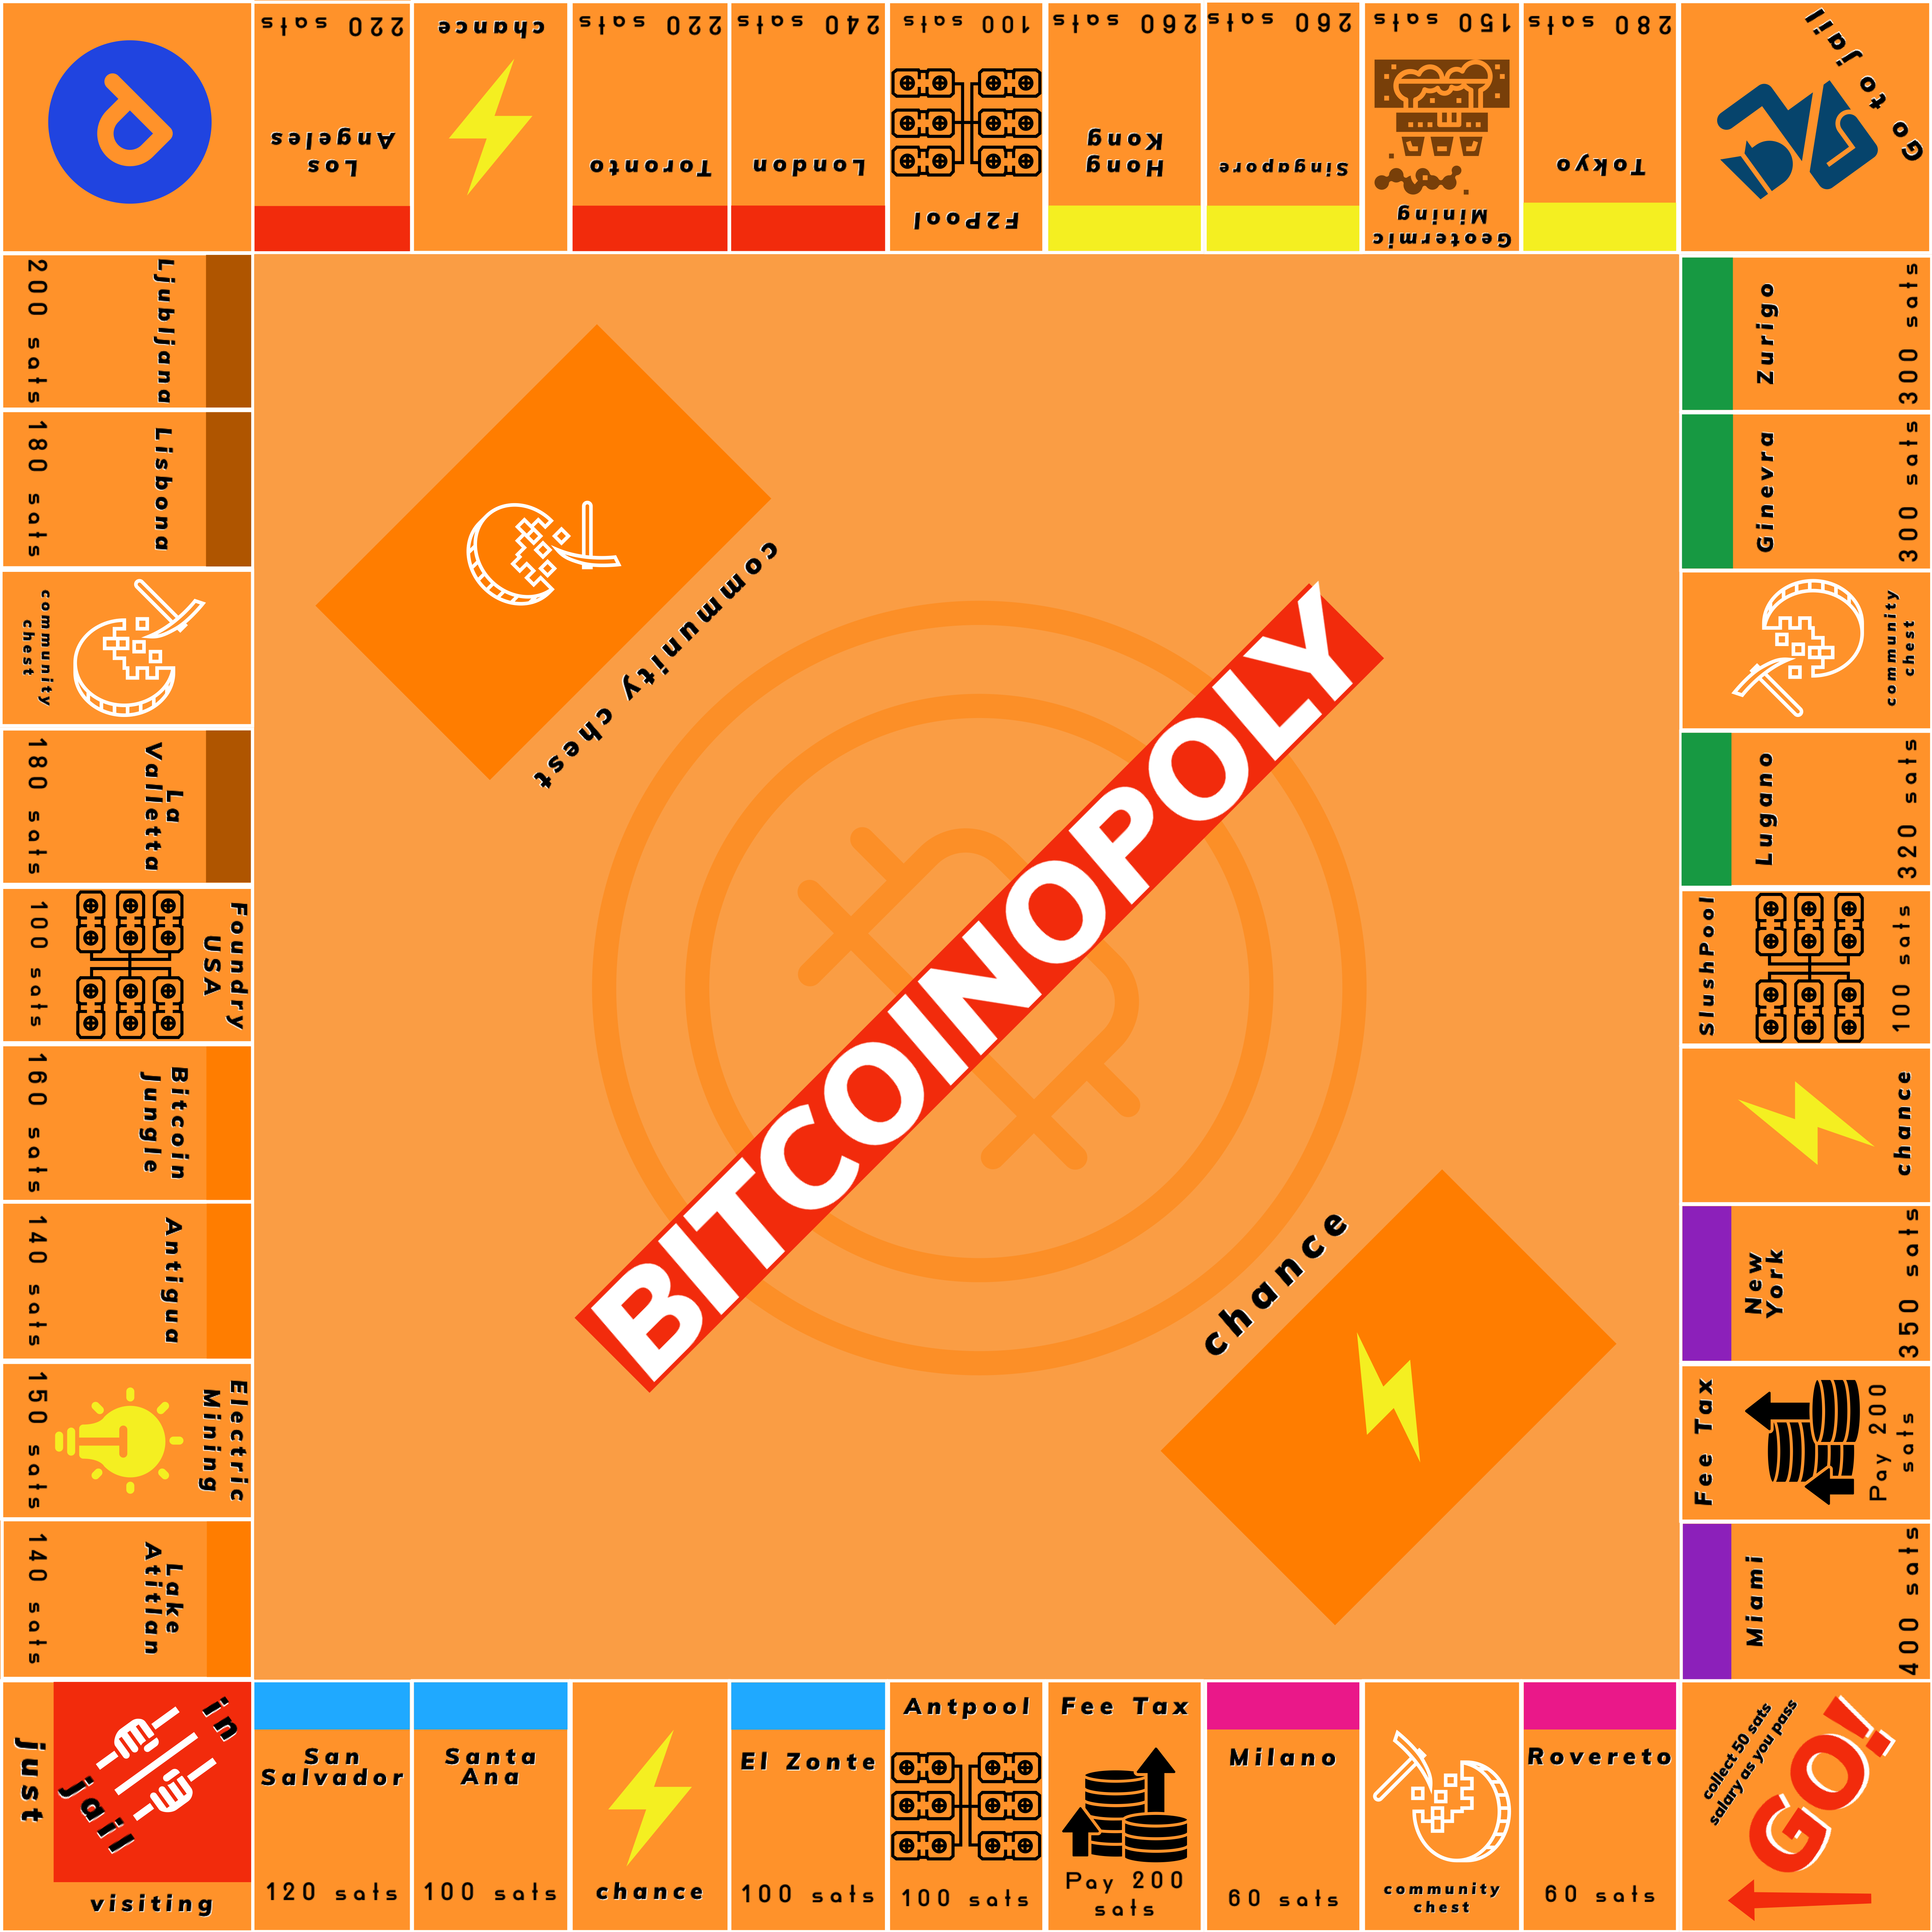 220 sats
Los
Angeles
chance
220 sats
Toronto
240 sats
London
100 sats
F2Pool
260 sats
Hong
Kong
260 sats
Singapore
150 sats
Geotermic
Mining
280 sats
Tokyo
Go to jail
Zurigo
300 sats
Ginevra
300 sats
community
chest
Lugano
320 sats
SlushPool
100 sats
chance
New
York
350 sats
Fee Tax
Pay 200
sats
Miami
400 sats
collect 50 sats
salary as you pass
GO!
Rovereto
60 sats
community
chest
Milano
60 sats
Fee Tax
Pay 200
sats
Antpool
100 sats
El Zonte
100 sats
chance
Santa
Ana
100 sats
San
Salvador
120 sats
in
jail
just
visiting
Lake
Atitlan
140 sats
Electric
Mining
150 sats
Antigua
140 sats
Bitcoin
Jungle
160 sats
Foundry
USA
100 sats
La
Valletta
180 sats
community
chest
Lisbona
180 sats
Ljubljana
200 sats
community chest
BITCOINOPOLY
chance